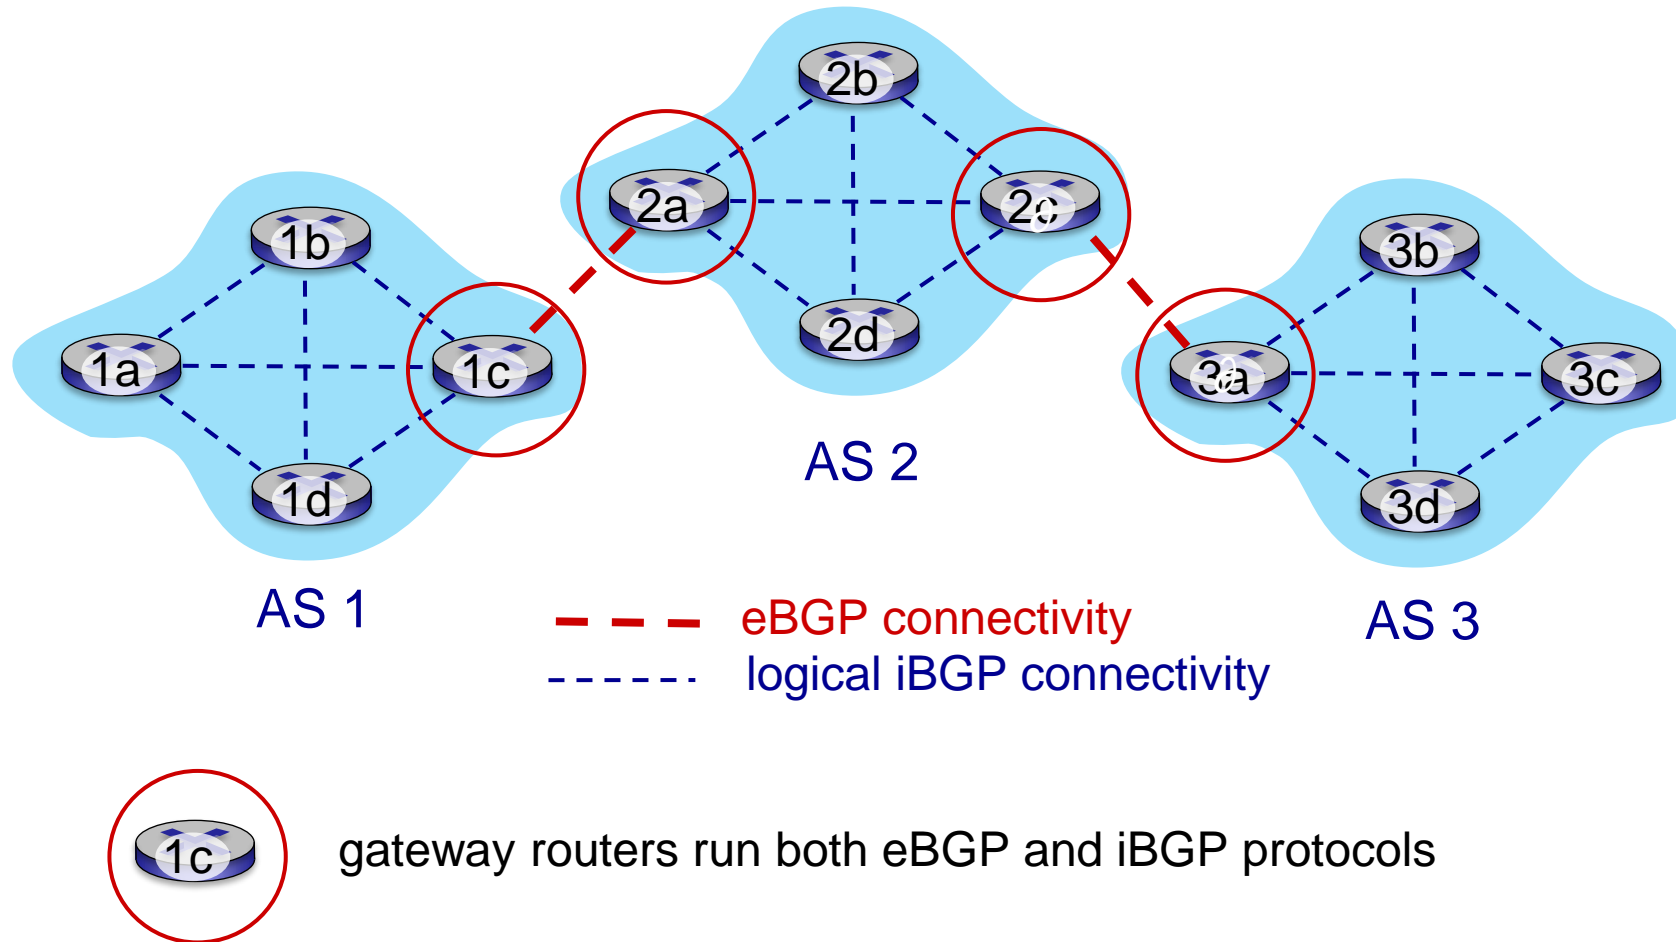 2b
2a
2c
1b
3b
2d
1a
1c
3a
3c
AS 2
1d
3d
AS 1
eBGP connectivity
AS 3
logical iBGP connectivity
1c
gateway routers run both eBGP and iBGP protocols